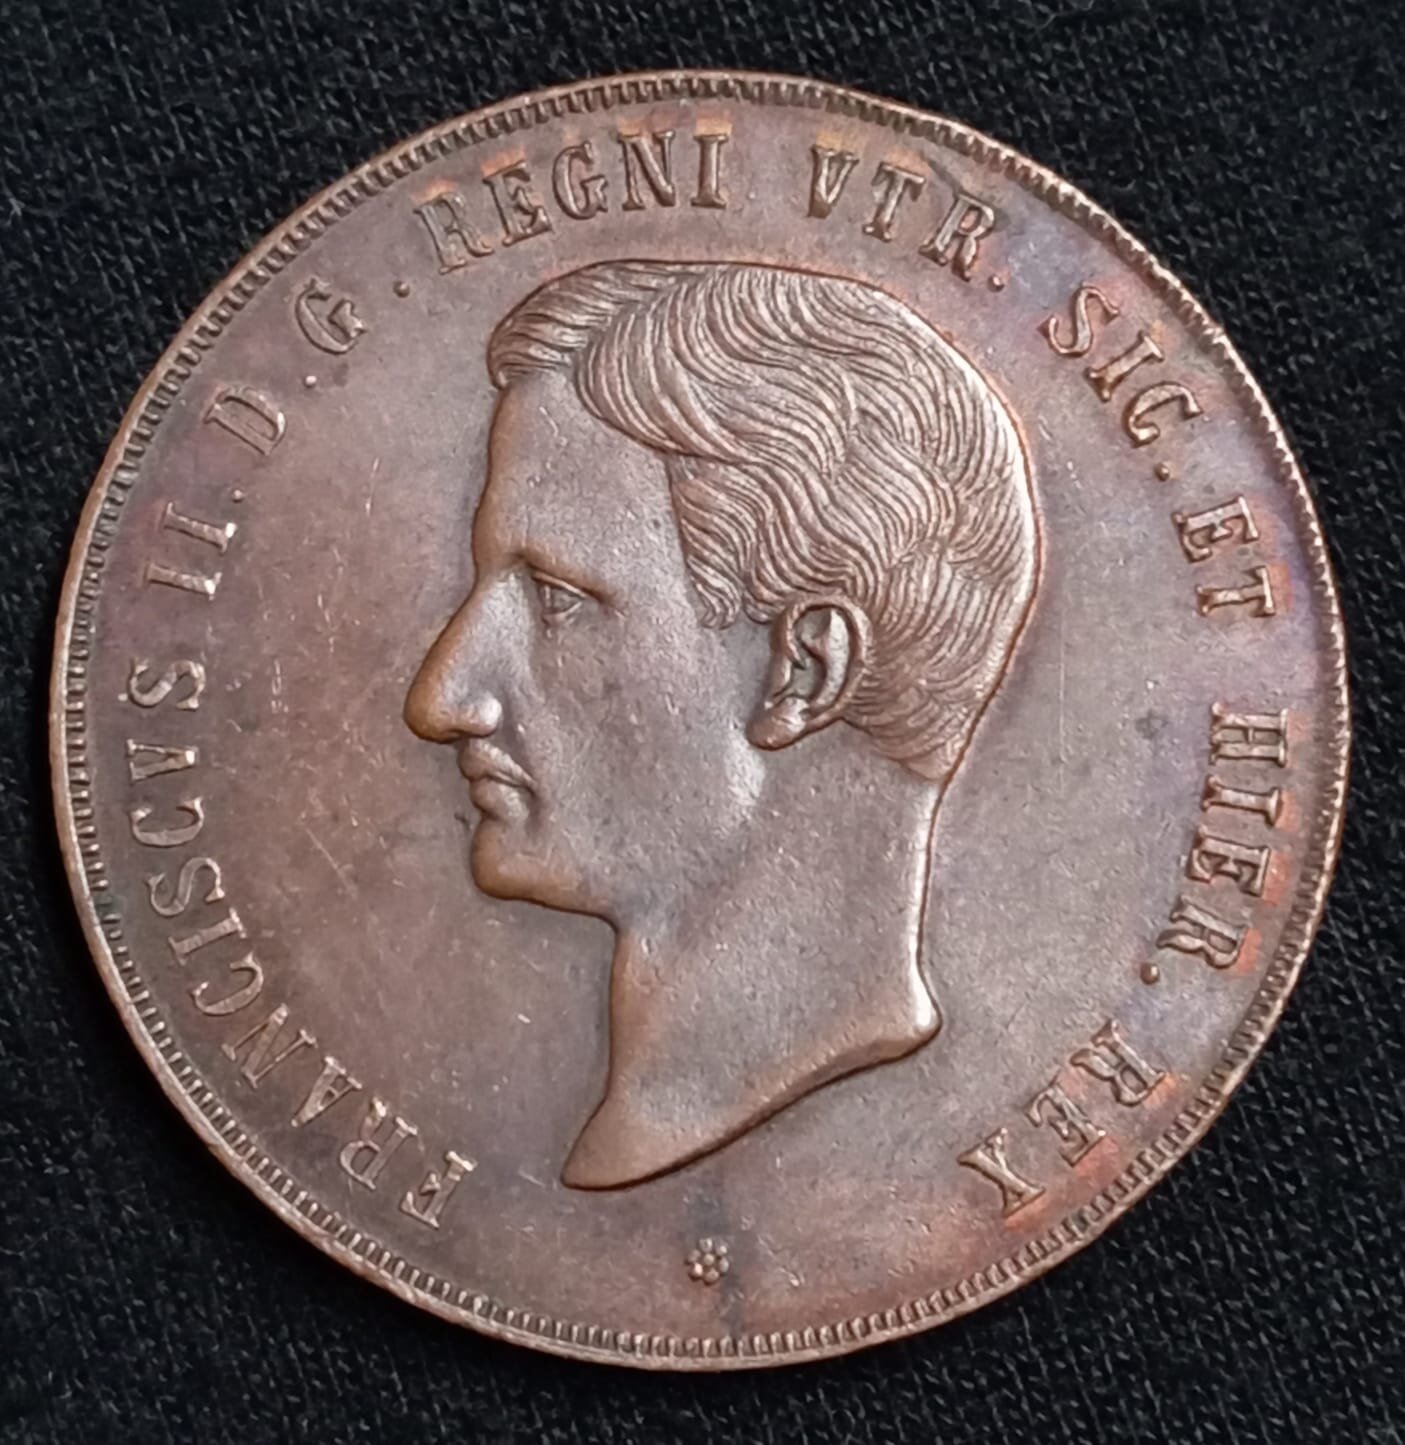 FRANCISCVS II . D . G . REGNI VTR. SIC. ET HIER. REX